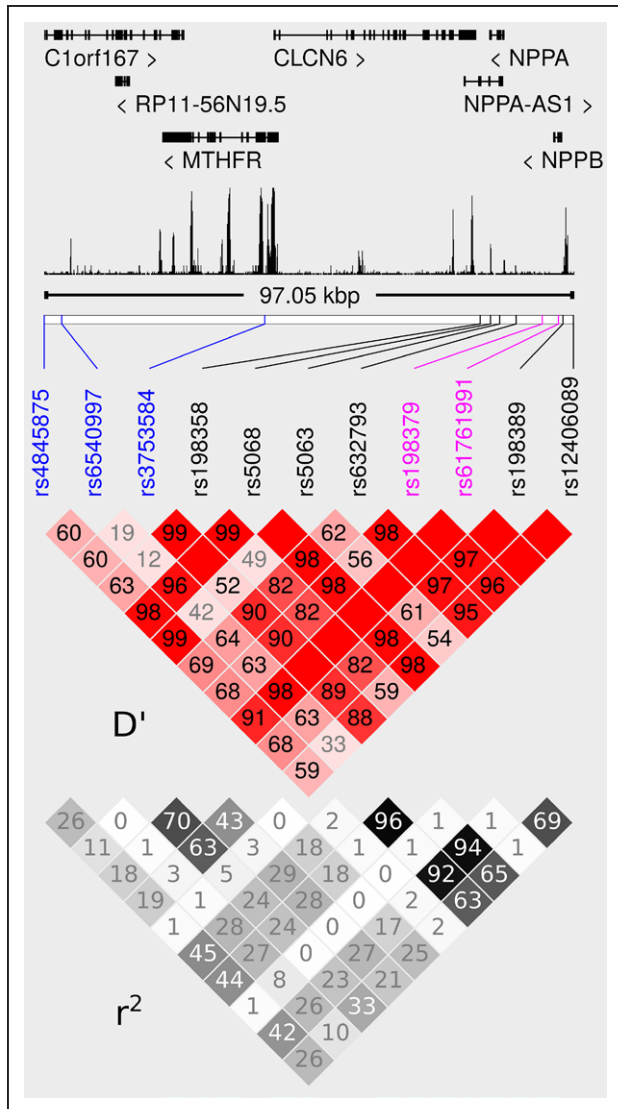 C1orf167 >
CLCN6 >
< NPPA
< RP11-56N19.5
NPPA-AS1 >
< MTHFR
< NPPB
97.05 kbp
rs4845875
rs6540997
rs3753584
rs198358
rs5068
rs5063
rs632793
rs198379
rs61761991
rs198389
rs12406089
60 19 99 99 62 98
60 12 49 98 56 97
63 96 52 82 98 97 96
98 42 90 82 61 95
99 64 90 98 54
69 63 82 98
68 98 89 59
91 63 88
68 33
59
D'
26 0 70 43 0 2 96 1 1 69
11 1 63 3 18 1 1 94 1
18 3 5 29 18 0 92 65
19 1 24 28 0 2 63
1 28 24 0 17 2
45 27 0 27 25
44 8 23 21
1 26 33
42 10
26
r²